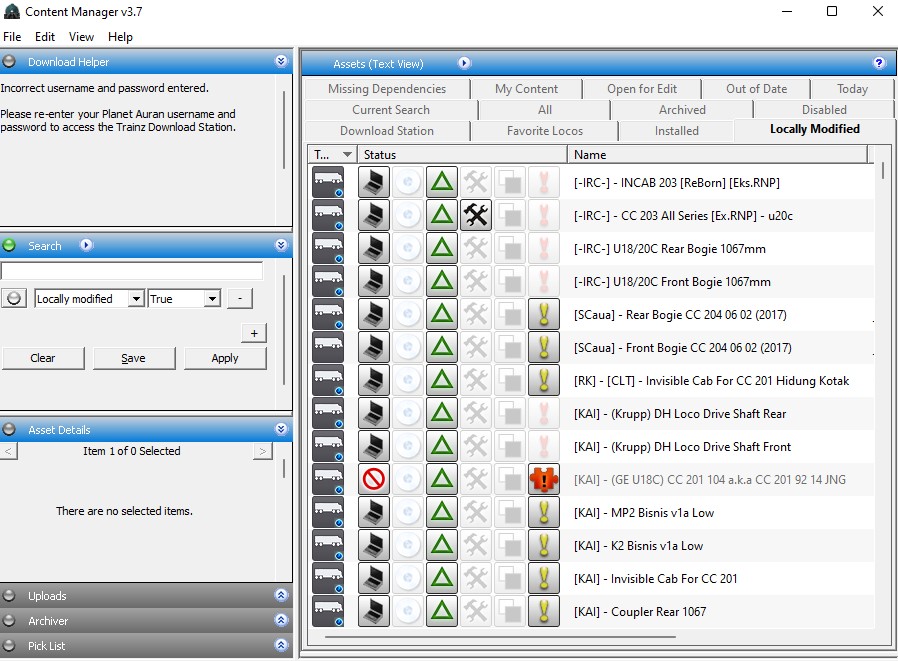 Content Manager v3.7
File Edit View Help
Download Helper
Incorrect username and password entered.
Please re-enter your Planet Auran username and
password to access the Trainz Download Station.
Search
Locally modified True - 
+
Clear Save Apply
Asset Details
< Item 1 of 0 Selected >
There are no selected items.
Uploads
Archiver
Pick List
Assets (Text View) ?
Missing Dependencies My Content Open for Edit Out of Date Today
Current Search All Archived Disabled
Download Station Favorite Locos Installed Locally Modified
T... Status Name
[-IRC-] - INCAB 203 [ReBorn] [Eks.RNP]
[-IRC-] - CC 203 All Series [Ex.RNP] - u20c
[-IRC-] U18/20C Rear Bogie 1067mm
[-IRC-] U18/20C Front Bogie 1067mm
[SCaua] - Rear Bogie CC 204 06 02 (2017)
[SCaua] - Front Bogie CC 204 06 02 (2017)
[RK] - [CLT] - Invisible Cab For CC 201 Hidung Kotak
[KAI] - (Krupp) DH Loco Drive Shaft Rear
[KAI] - (Krupp) DH Loco Drive Shaft Front
[KAI] - (GE U18C) CC 201 104 a.k.a CC 201 92 14 JNG
[KAI] - MP2 Bisnis v1a Low
[KAI] - K2 Bisnis v1a Low
[KAI] - Invisible Cab For CC 201
[KAI] - Coupler Rear 1067